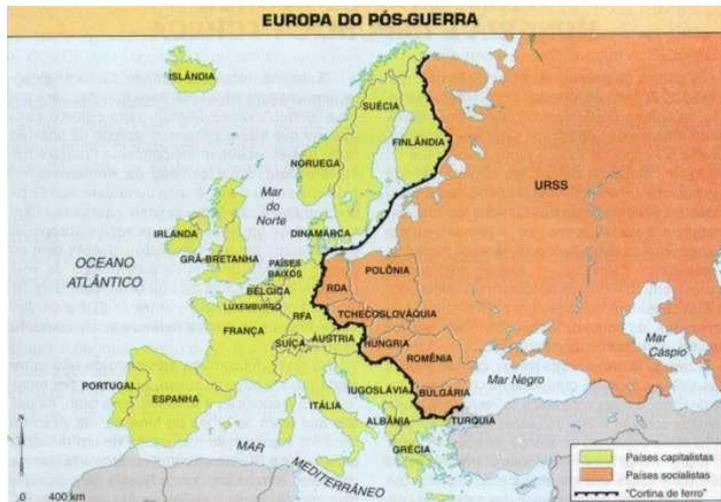 EUROPA DO PÓS-GUERRA
ISLÂNDIA
SUÉCIA
FINLÂNDIA
NORUEGA
URSS
Mar
do
Norte
DINAMARCA
IRLANDA
GRÃ-BRETANHA
OCEANO
ATLÂNTICO
PAÍSES
BAIXOS
BÉLGICA
LUXEMBURGO
RDA
POLÔNIA
RFA
TCHECOSLOVÁQUIA
FRANÇA
SUÍÇA
ÁUSTRIA
HUNGRIA
ROMÊNIA
Mar
Cáspio
Mar Negro
IUGOSLÁVIA
BULGÁRIA
PORTUGAL
ESPANHA
ITÁLIA
ALBÂNIA
TURQUIA
GRÉCIA
MAR
MEDITERRÂNEO
N
0 400 km
Países capitalistas
Países socialistas
"Cortina de ferro"